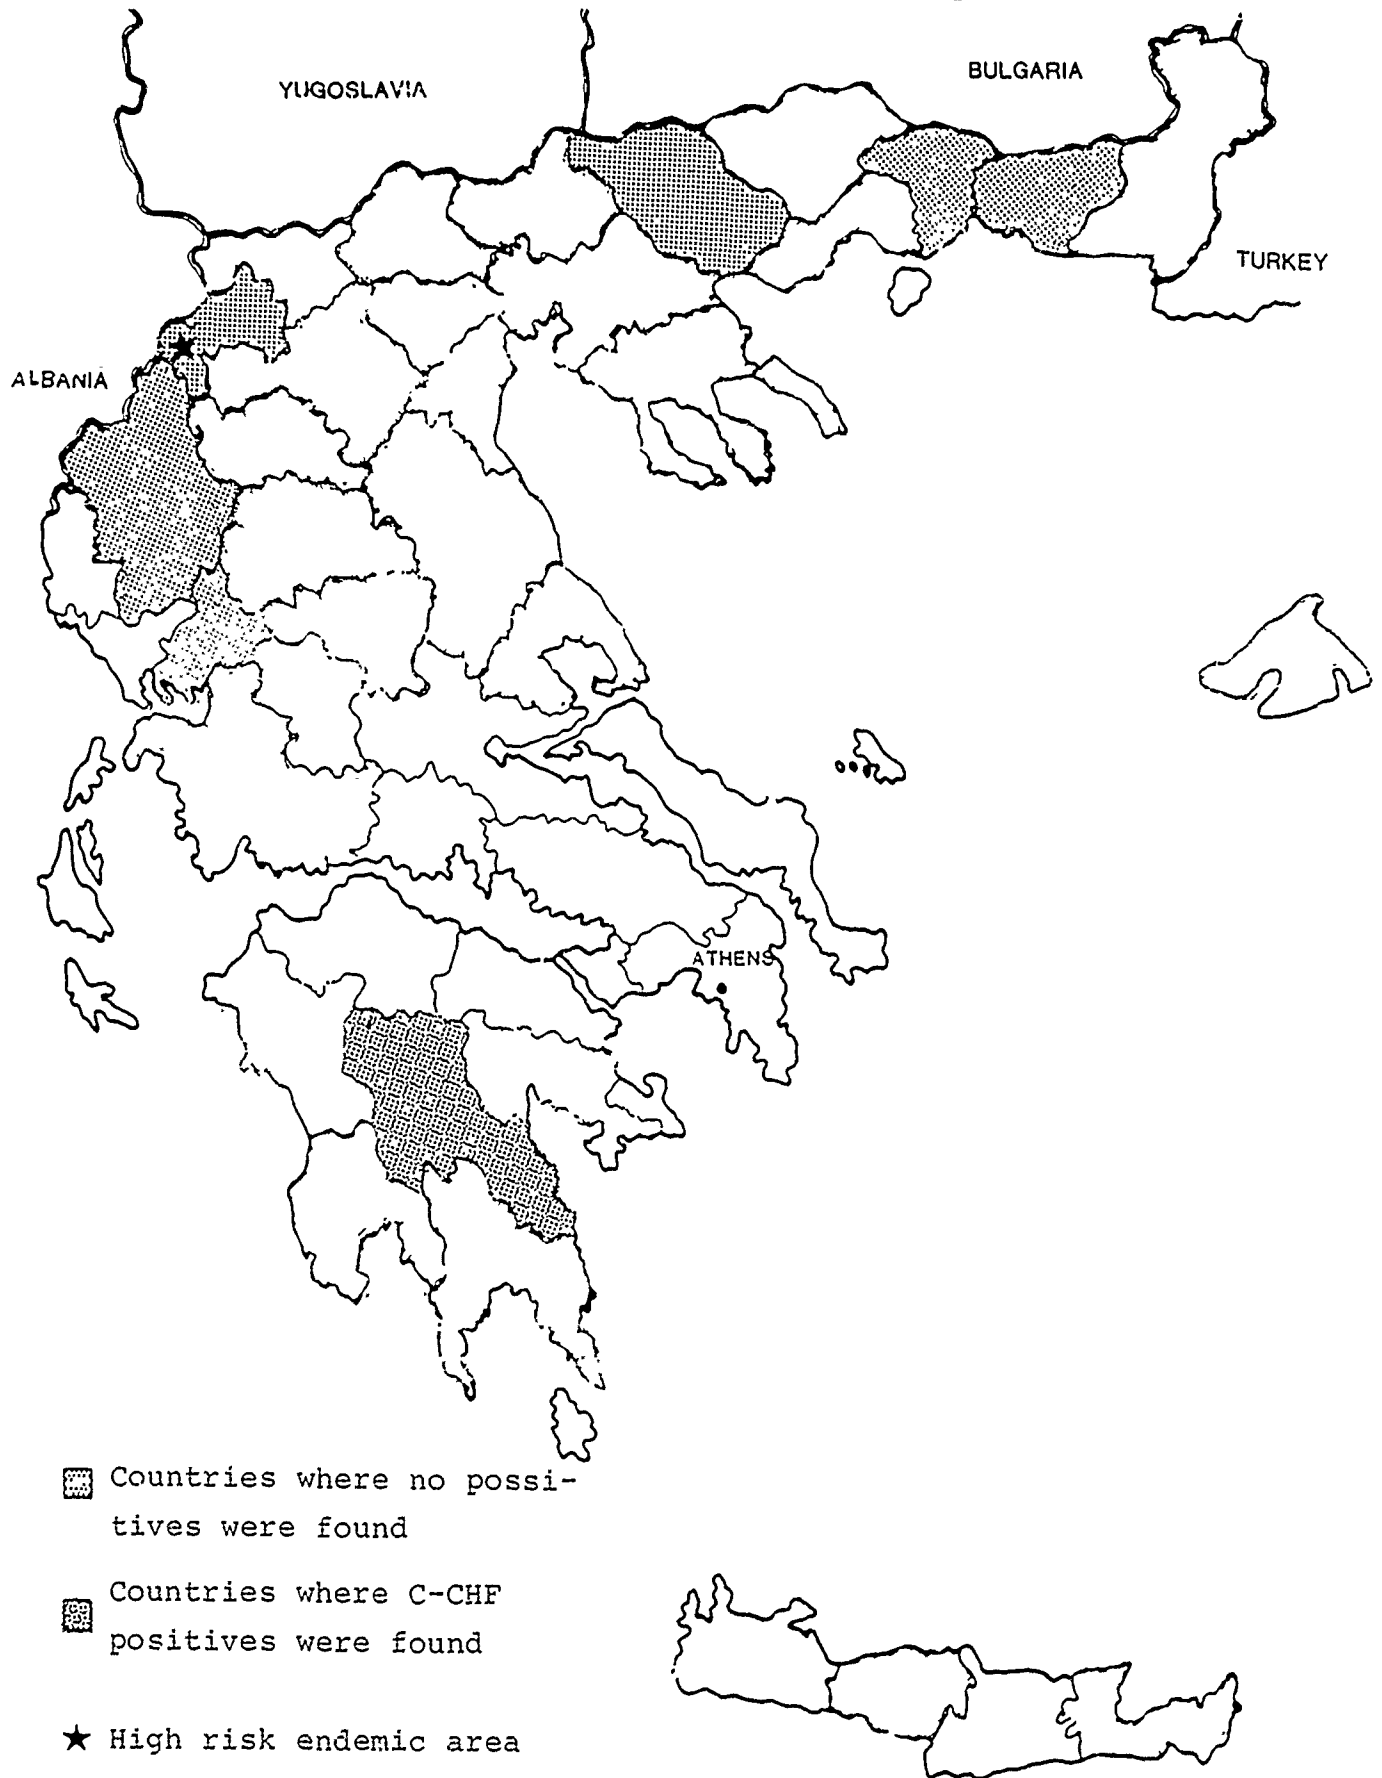 YUGOSLAVIA
BULGARIA
TURKEY
ALBANIA
ATHENS
Countries where no possi-
tives were found
Countries where C-CHF
positives were found
High risk endemic area